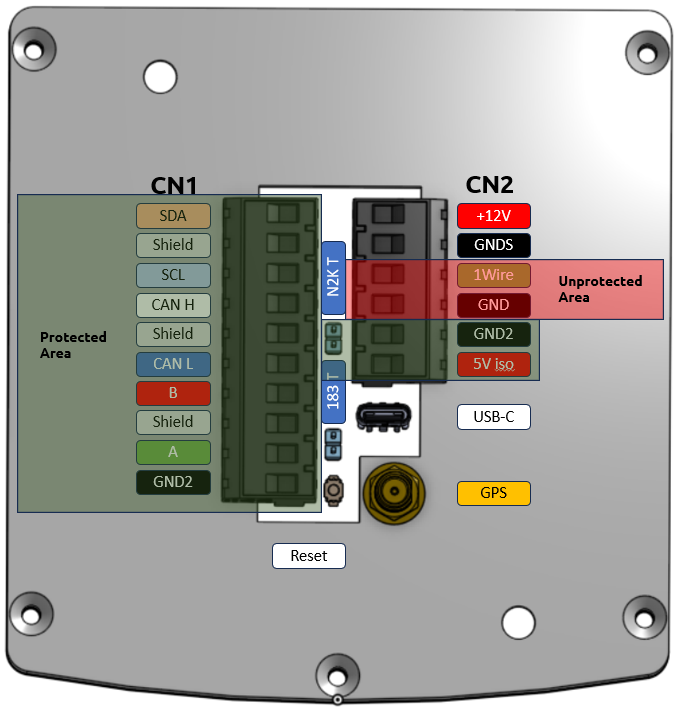 CN1
CN2
SDA
Shield
SCL
CAN H
Shield
CAN L
B
Shield
A
GND2
Protected
Area
N2K T
183 T
+12V
GNDS
1Wire
GND
GND2
5V iso
Unprotected
Area
USB-C
GPS
Reset